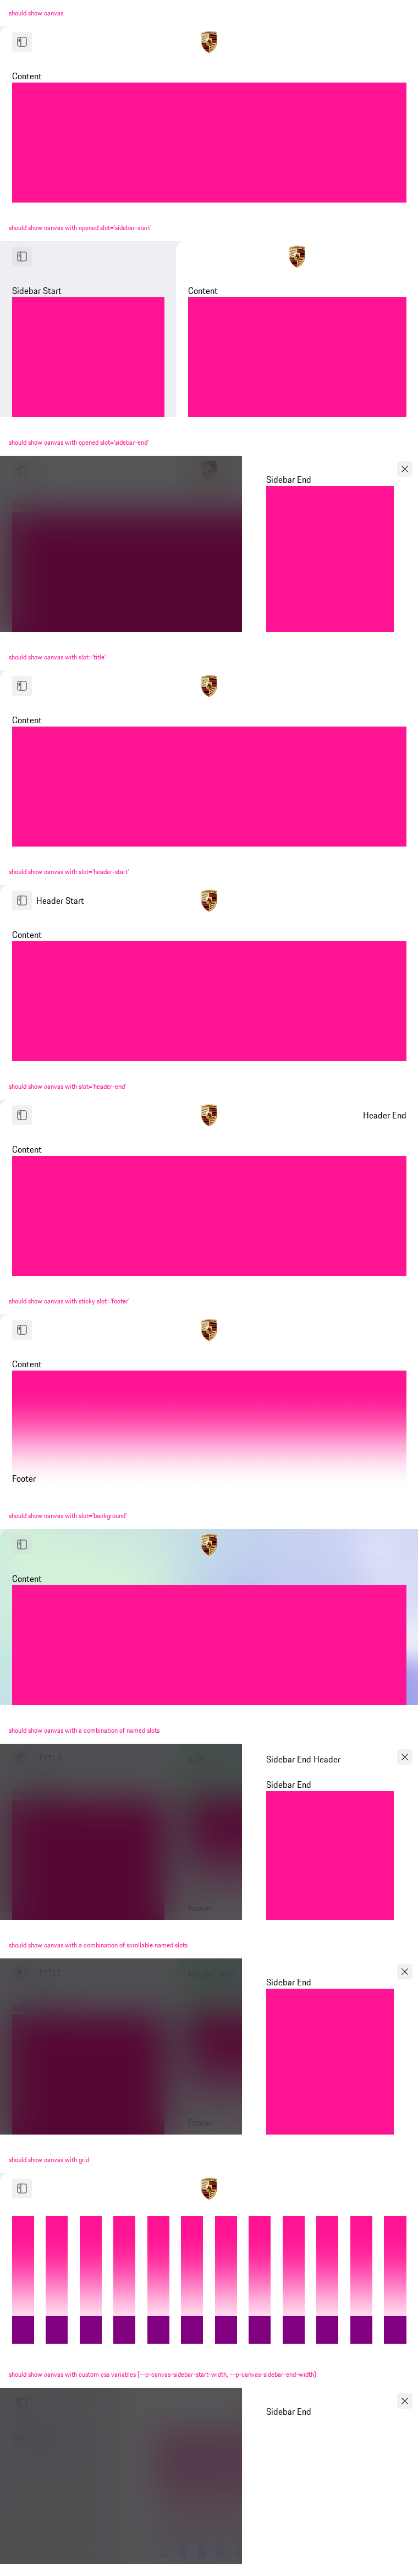 should show canvas
Content
should show canvas with opened slot='sidebar-start'
Sidebar Start
Content
should show canvas with opened slot='sidebar-end'
Sidebar End
should show canvas with slot='title'
Content
should show canvas with slot='header-start'
Header Start
Content
should show canvas with slot='header-end'
Header End
Content
should show canvas with sticky slot='footer'
Content
Footer
should show canvas with slot='background'
Content
should show canvas with a combination of named slots
TITLE
Sidebar End Header
Sidebar End
Footer
should show canvas with a combination of scrollable named slots
TITLE
Header Start
Sidebar End
Footer
should show canvas with grid
should show canvas with custom css variables (--p-canvas-sidebar-start-width, --p-canvas-sidebar-end-width)
Sidebar End